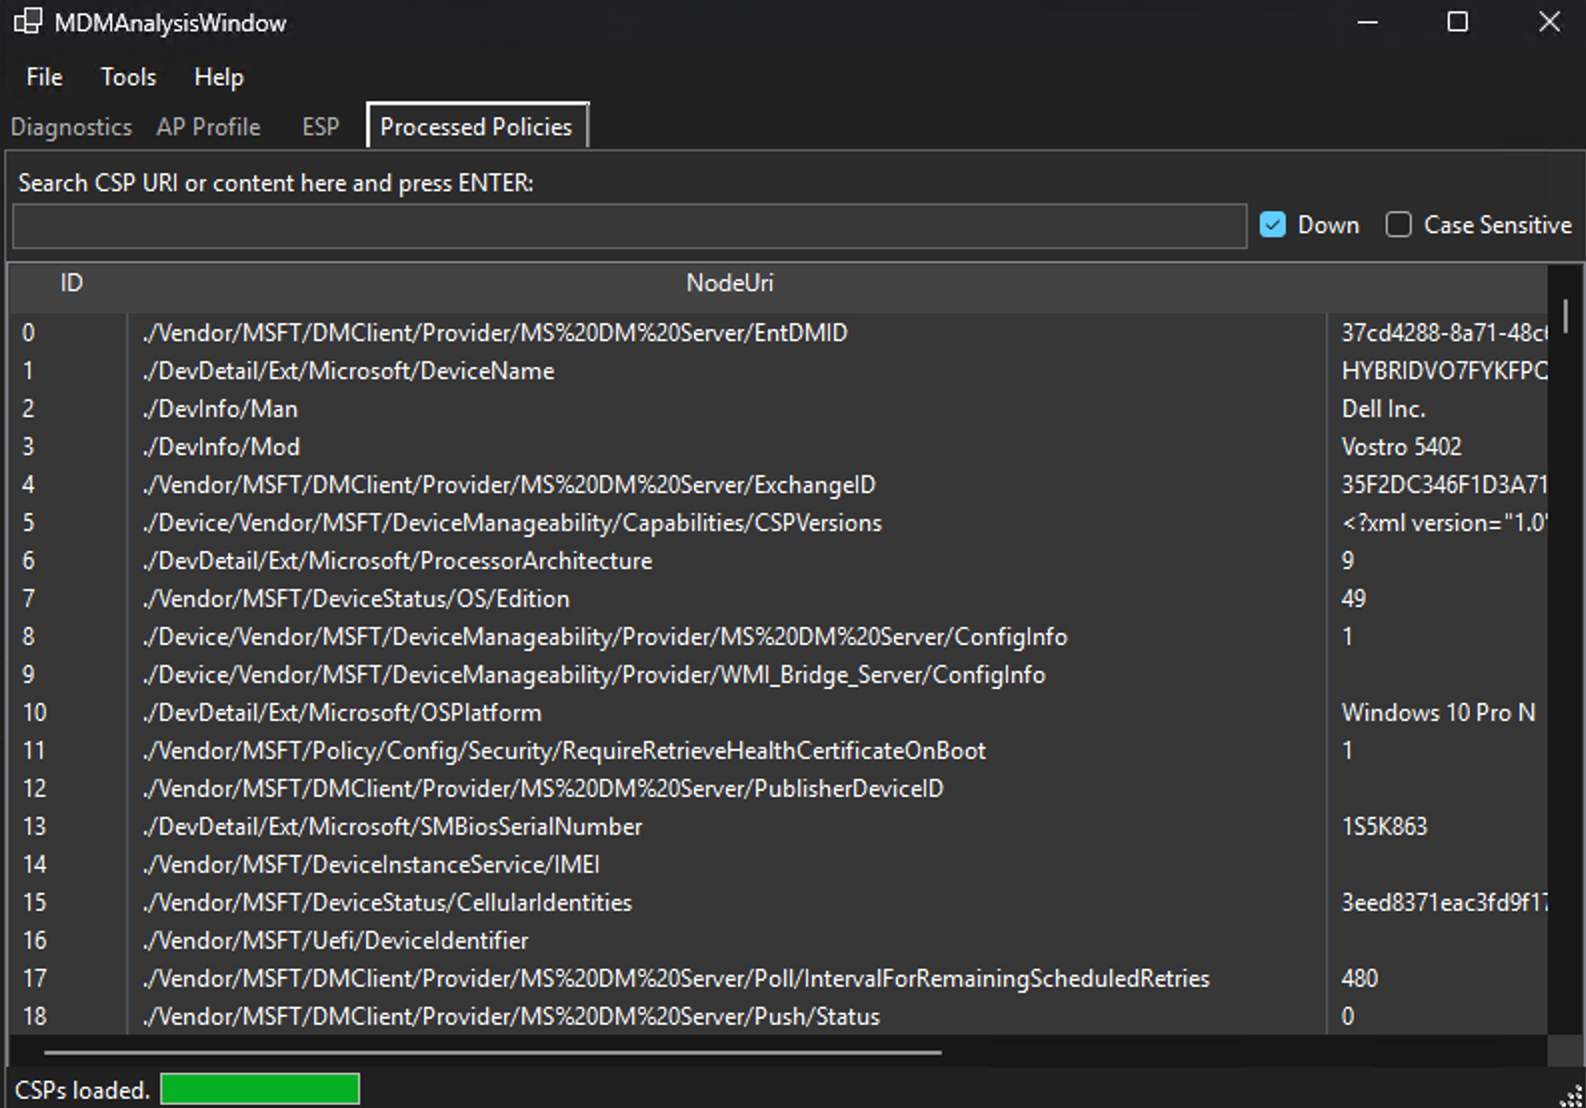 MDMAnalysisWindow
File Tools Help
Diagnostics AP Profile ESP Processed Policies
Search CSP URI or content here and press ENTER:
Down Case Sensitive
ID NodeUri
0 ./Vendor/MSFT/DMClient/Provider/MS%20DM%20Server/EntDMID 37cd4288-8a71-48c
1 ./DevDetail/Ext/Microsoft/DeviceName HYBRIDVO7FYKFPC
2 ./DevInfo/Man Dell Inc.
3 ./DevInfo/Mod Vostro 5402
4 ./Vendor/MSFT/DMClient/Provider/MS%20DM%20Server/ExchangeID 35F2DC346F1D3A71
5 ./Device/Vendor/MSFT/DeviceManageability/Capabilities/CSPVersions <?xml version="1.0"
6 ./DevDetail/Ext/Microsoft/ProcessorArchitecture 9
7 ./Vendor/MSFT/DeviceStatus/OS/Edition 49
8 ./Device/Vendor/MSFT/DeviceManageability/Provider/MS%20DM%20Server/ConfigInfo 1
9 ./Device/Vendor/MSFT/DeviceManageability/Provider/WMI_Bridge_Server/ConfigInfo
10 ./DevDetail/Ext/Microsoft/OSPlatform Windows 10 Pro N
11 ./Vendor/MSFT/Policy/Config/Security/RequireRetrieveHealthCertificateOnBoot 1
12 ./Vendor/MSFT/DMClient/Provider/MS%20DM%20Server/PublisherDeviceID
13 ./DevDetail/Ext/Microsoft/SMBiosSerialNumber 1S5K863
14 ./Vendor/MSFT/DeviceInstanceService/IMEI
15 ./Vendor/MSFT/DeviceStatus/CellularIdentities 3eed8371eac3fd9f17
16 ./Vendor/MSFT/Uefi/DeviceIdentifier
17 ./Vendor/MSFT/DMClient/Provider/MS%20DM%20Server/Poll/IntervalForRemainingScheduledRetries 480
18 ./Vendor/MSFT/DMClient/Provider/MS%20DM%20Server/Push/Status 0
CSPs loaded.